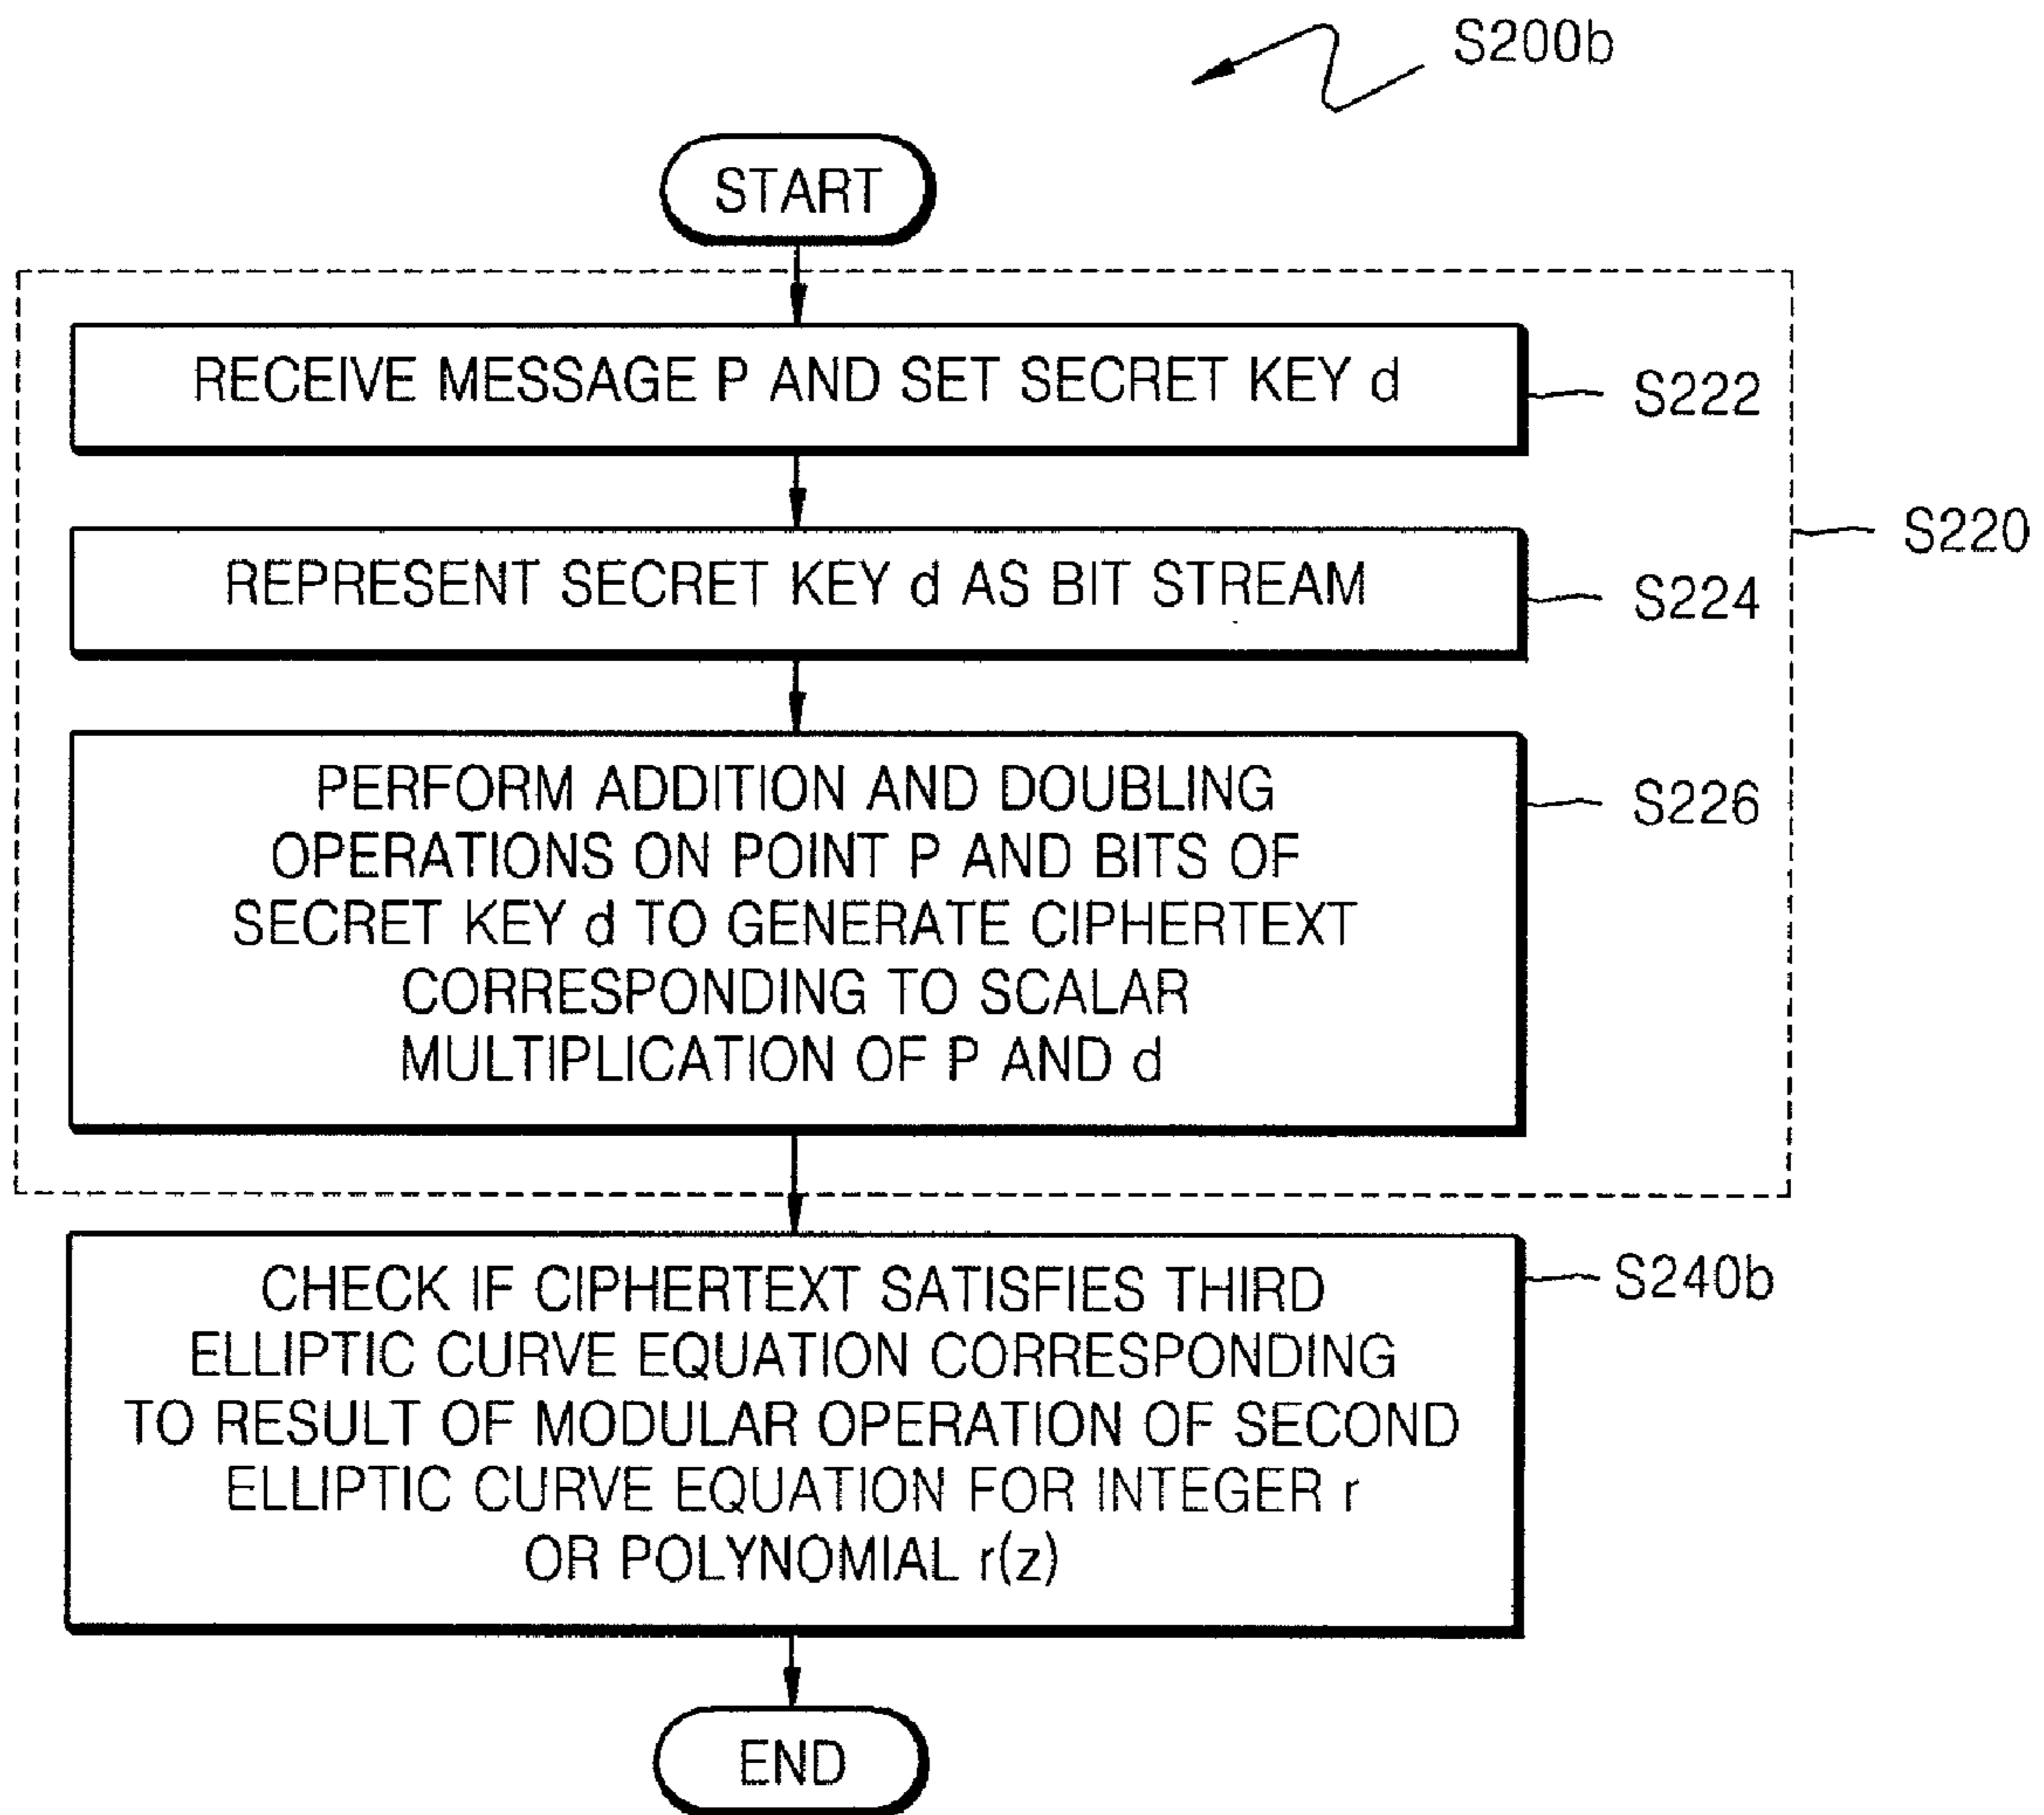 S200b
START
RECEIVE MESSAGE P AND SET SECRET KEY d
S222
S220
REPRESENT SECRET KEY d AS BIT STREAM
S224
PERFORM ADDITION AND DOUBLING
OPERATIONS ON POINT P AND BITS OF
SECRET KEY d TO GENERATE CIPHERTEXT
CORRESPONDING TO SCALAR
MULTIPLICATION OF P AND d
S226
CHECK IF CIPHERTEXT SATISFIES THIRD
ELLIPTIC CURVE EQUATION CORRESPONDING
TO RESULT OF MODULAR OPERATION OF SECOND
ELLIPTIC CURVE EQUATION FOR INTEGER r
OR POLYNOMIAL r(z)
S240b
END